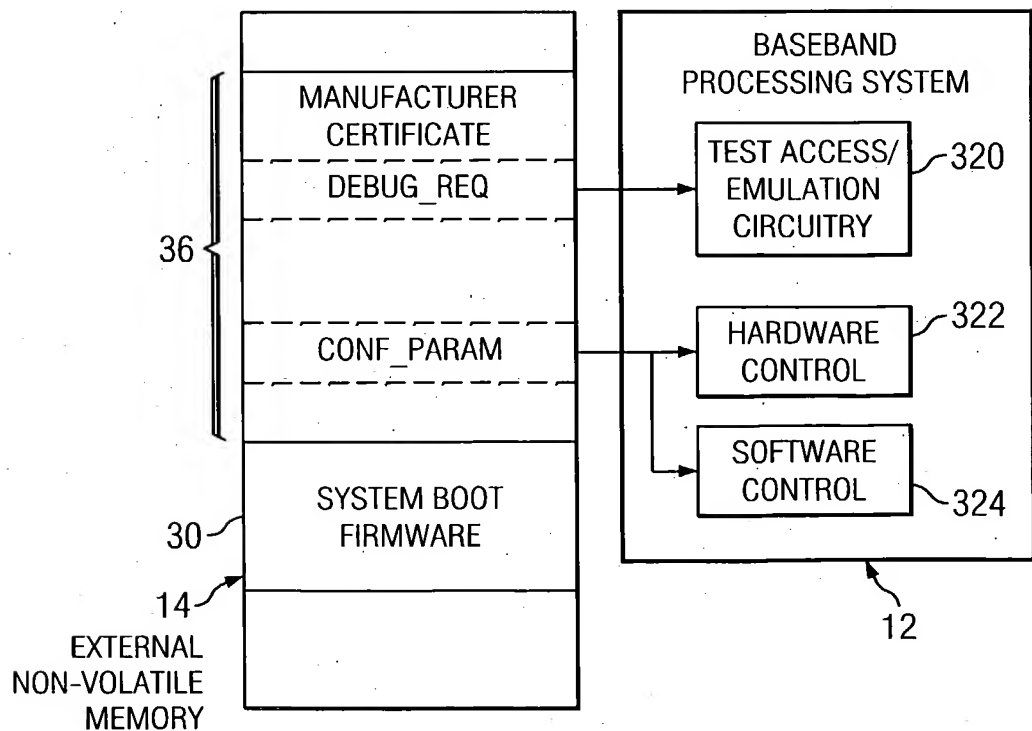 MANUFACTURER
CERTIFICATE
DEBUG_REQ
36
CONF_PARAM
SYSTEM BOOT
FIRMWARE
30
14
EXTERNAL
NON-VOLATILE
MEMORY
BASEBAND
PROCESSING SYSTEM
TEST ACCESS/
EMULATION
CIRCUITRY
320
HARDWARE
CONTROL
322
SOFTWARE
CONTROL
324
12